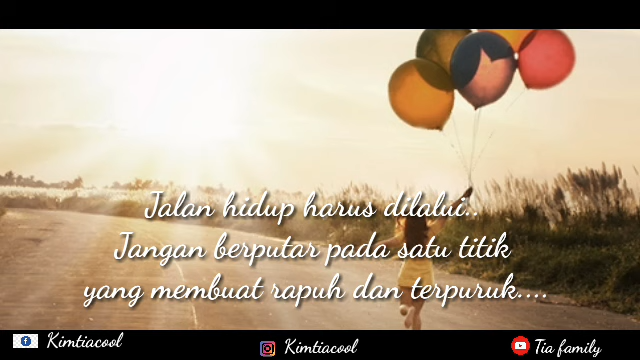 Jalan hidup harus dilalui..
Jangan berputar pada satu titik
yang membuat rapuh dan terpuruk....
Kimtiacool
Kimtiacool
Tia family